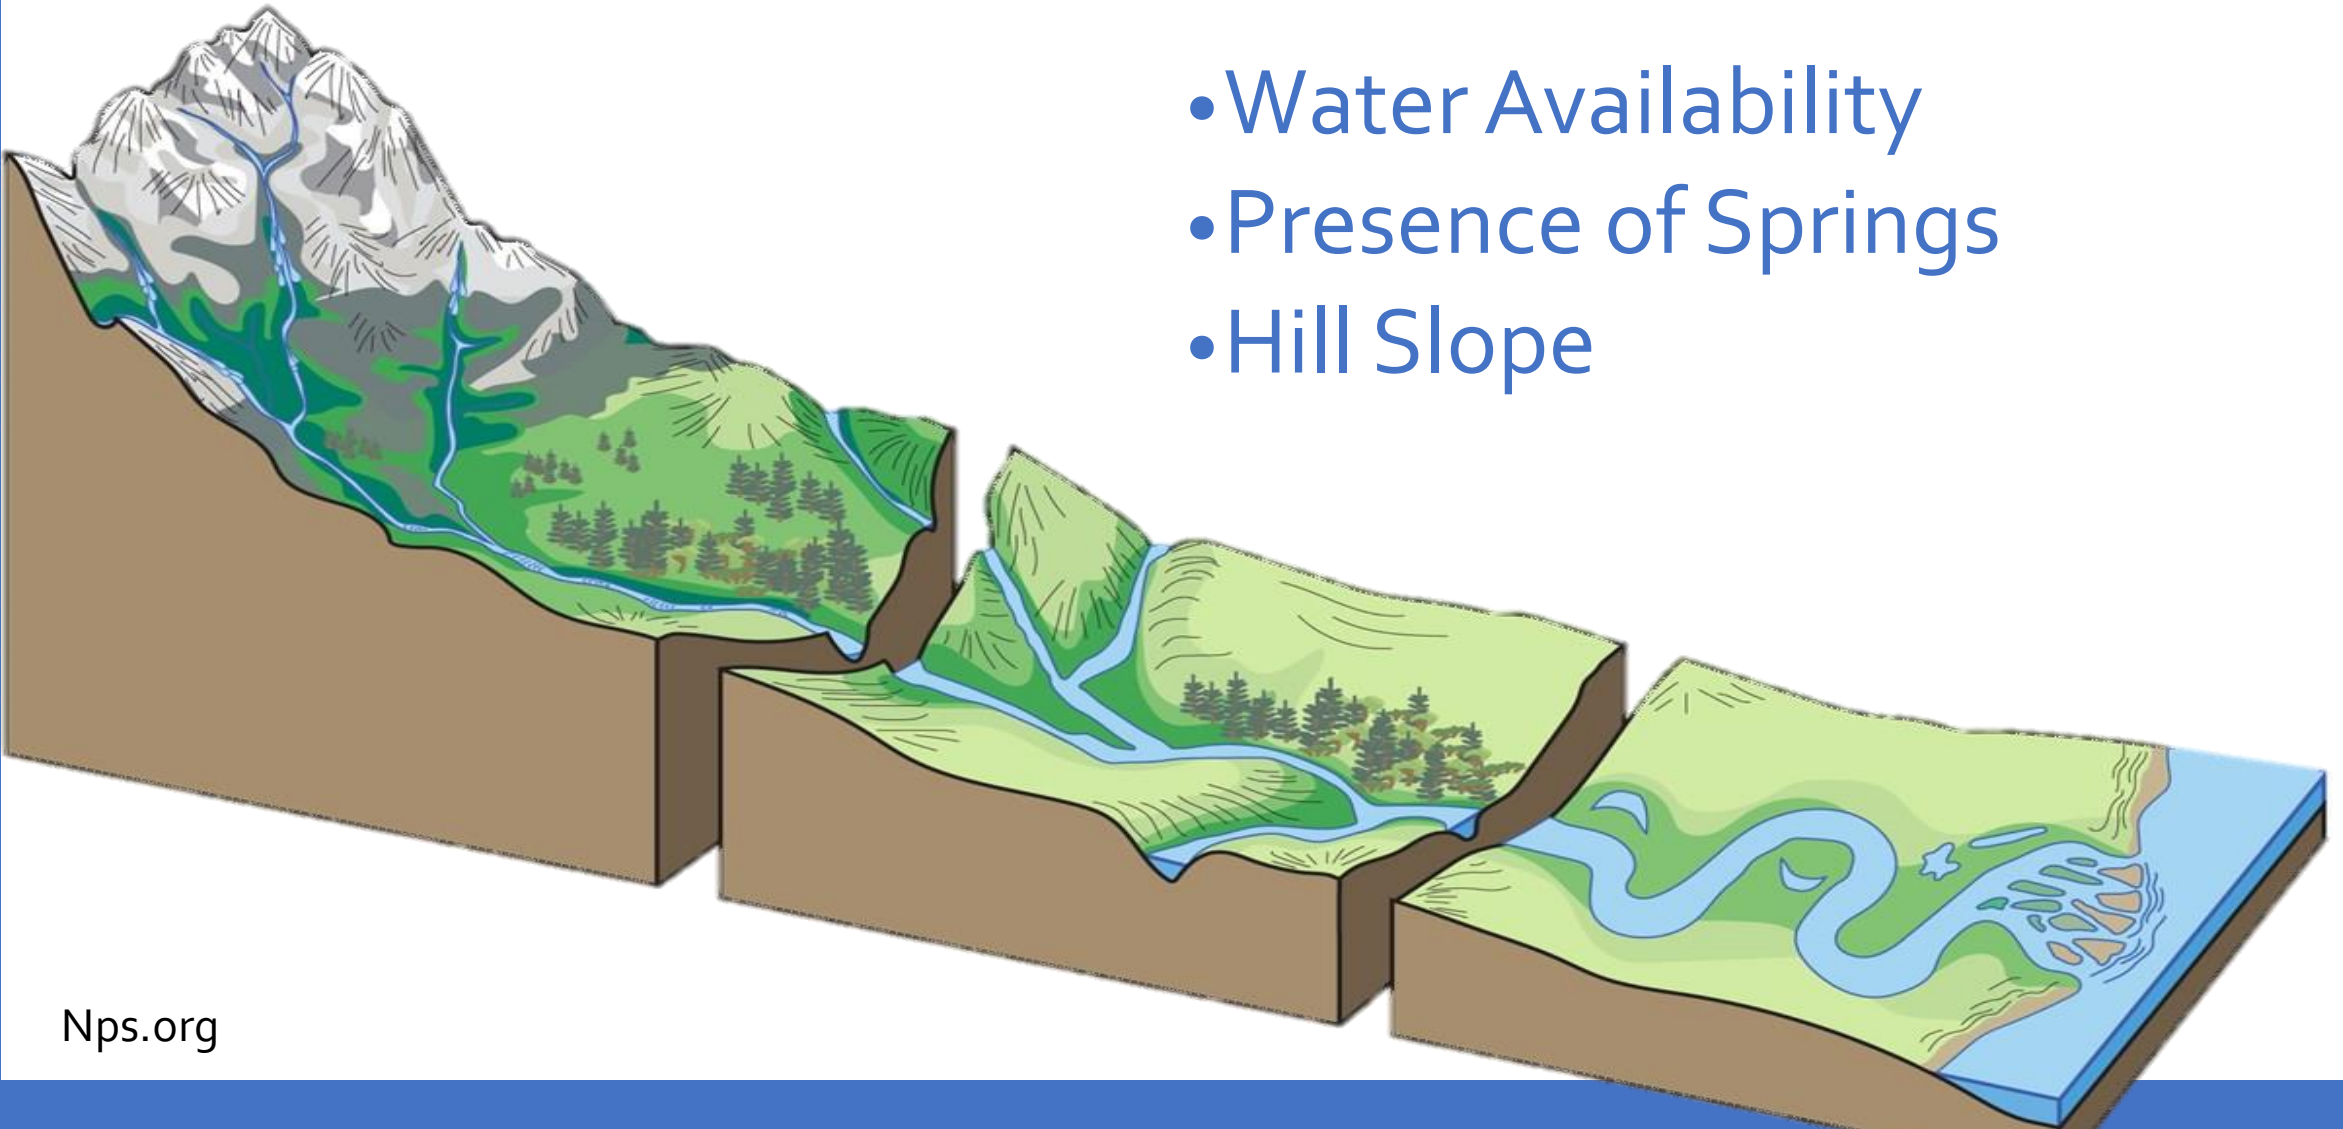 •Water Availability
•Presence of Springs
•Hill Slope
Nps.org